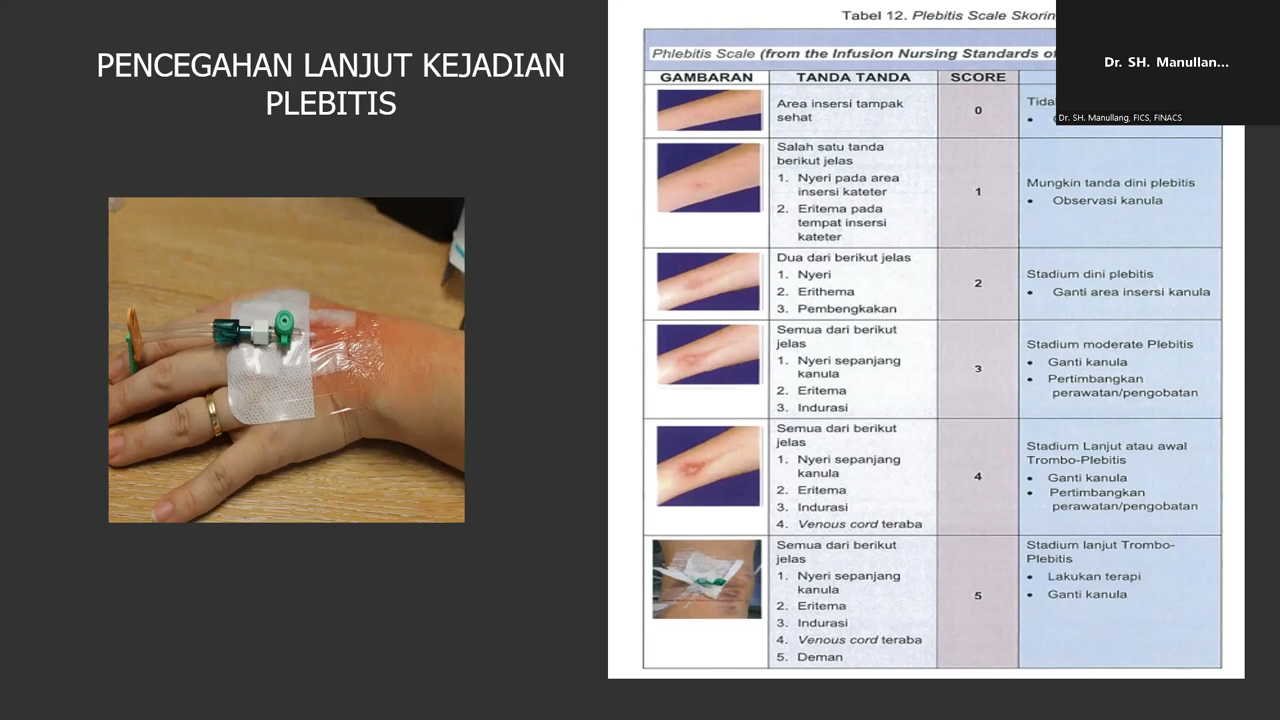 PENCEGAHAN LANJUT KEJADIAN
PLEBITIS
Tabel 12. Plebitis Scale Skorin
Phlebitis Scale (from the Infusion Nursing Standards of
GAMBARAN TANDA TANDA SCORE
Area insersi tampak
sehat
0
Tida
Salah satu tanda
berikut jelas
1. Nyeri pada area
insersi kateter
2. Eritema pada
tempat insersi
kateter
1
Mungkin tanda dini plebitis
• Observasi kanula
Dua dari berikut jelas
1. Nyeri
2. Erithema
3. Pembengkakan
2
Stadium dini plebitis
• Ganti area insersi kanula
Semua dari berikut
jelas
1. Nyeri sepanjang
kanula
2. Eritema
3. Indurasi
3
Stadium moderate Plebitis
• Ganti kanula
• Pertimbangkan
perawatan/pengobatan
Semua dari berikut
jelas
1. Nyeri sepanjang
kanula
2. Eritema
3. Indurasi
4. Venous cord teraba
4
Stadium Lanjut atau awal
Trombo-Plebitis
• Ganti kanula
• Pertimbangkan
perawatan/pengobatan
Semua dari berikut
jelas
1. Nyeri sepanjang
kanula
2. Eritema
3. Indurasi
4. Venous cord teraba
5. Deman
5
Stadium lanjut Trombo-
Plebitis
• Lakukan terapi
• Ganti kanula
Dr. SH. Manullan...
Dr. SH. Manullang, FICS, FINACS